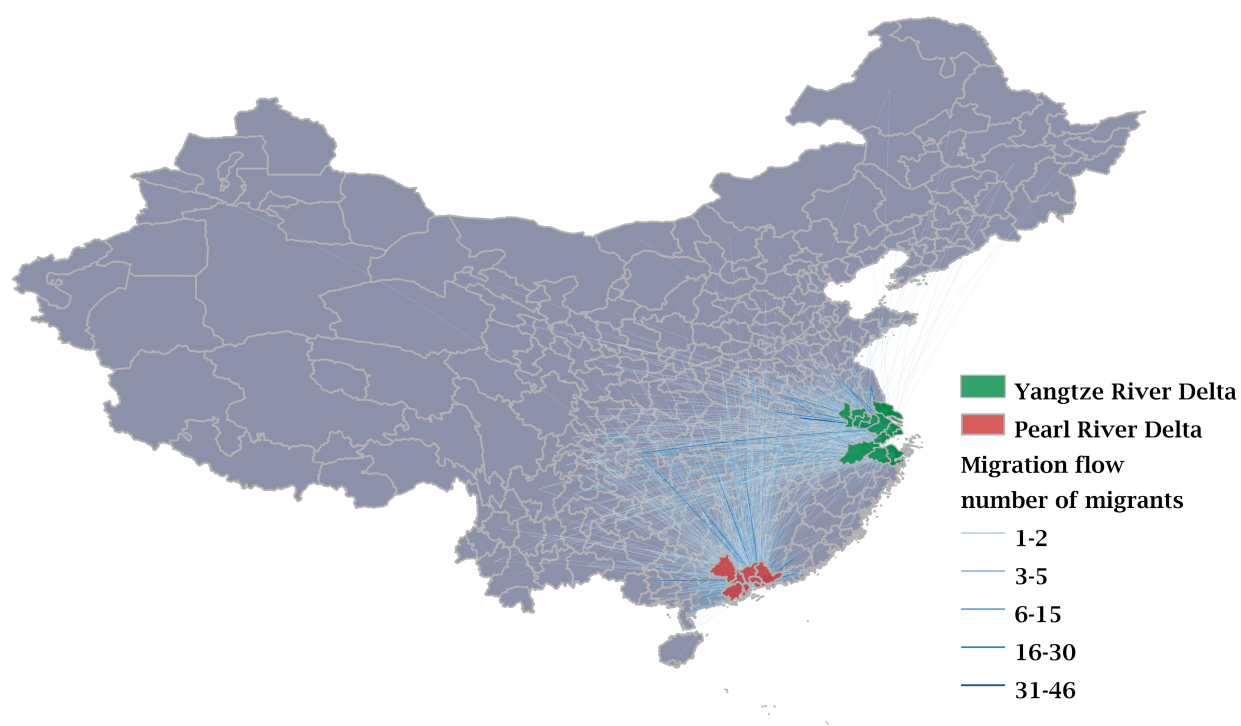 Yangtze River Delta
Pearl River Delta
Migration flow
number of migrants
1-2
3-5
6-15
16-30
31-46